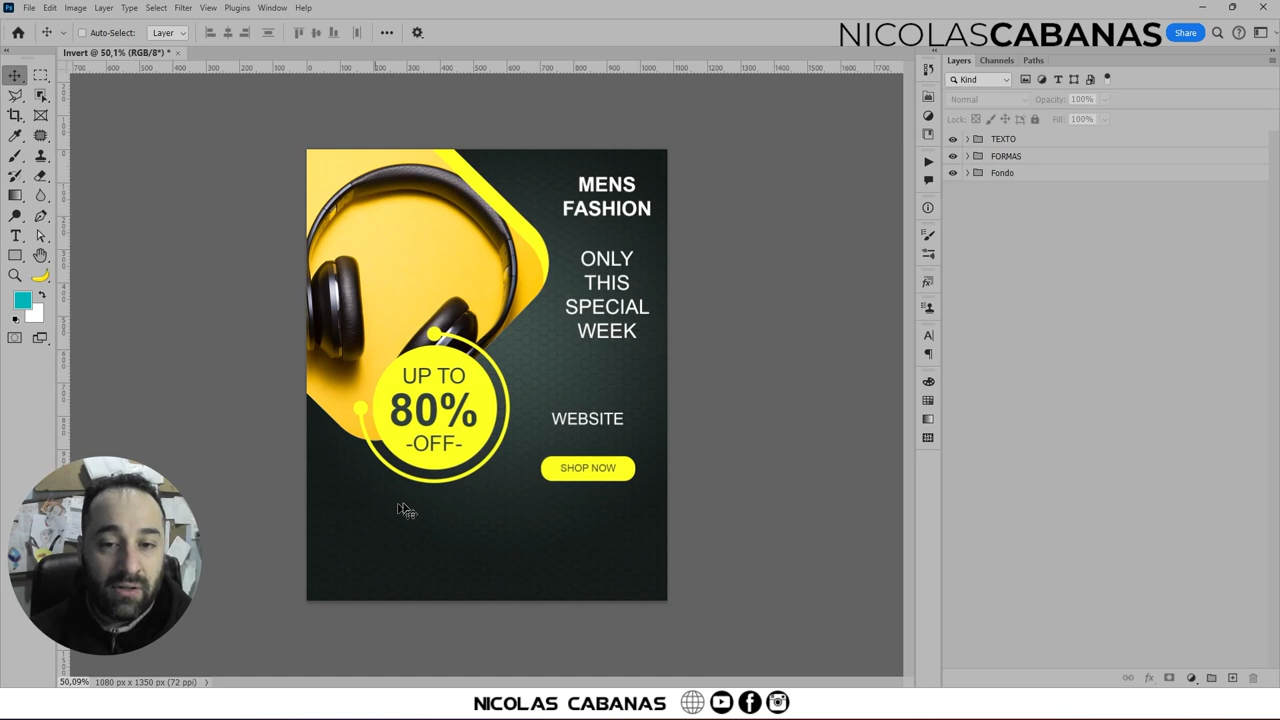 File Edit Image Layer Type Select Filter View Plugins Window Help
Auto-Select: Layer
NICOLASCABANAS
Share
Invert @ 50,1% (RGB/8*) *
Layers Channels Paths
Kind
Normal Opacity: 100%
Lock: Fill: 100%
TEXTO
FORMAS
Fondo
MENS
FASHION
ONLY
THIS
SPECIAL
WEEK
UP TO
80%
-OFF-
WEBSITE
SHOP NOW
50,09% 1080 px x 1350 px (72 ppi)
NICOLAS CABANAS